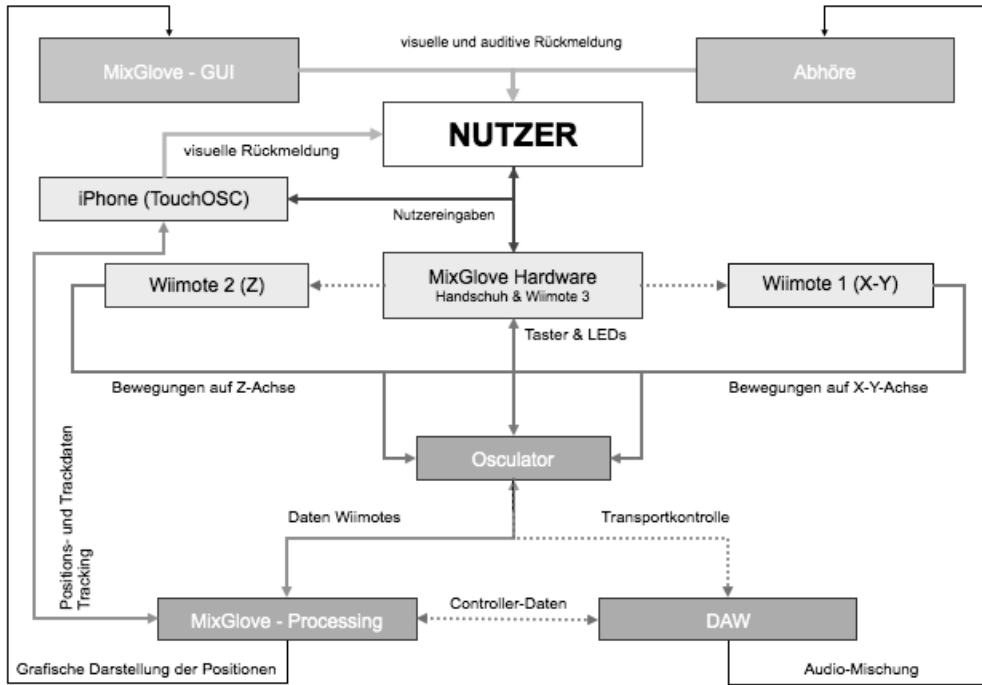 visuelle und auditive Rückmeldung
MixGlove - GUI
Abhöre
NUTZER
visuelle Rückmeldung
iPhone (TouchOSC)
Nutzereingaben
Wiimote 2 (Z)
MixGlove Hardware
Handschuh & Wiimote 3
Wiimote 1 (X-Y)
Taster & LEDs
Bewegungen auf Z-Achse
Bewegungen auf X-Y-Achse
Osculator
Positions- und Trackdaten
Tracking
Daten Wiimotes
Transportkontrolle
MixGlove - Processing
Controller-Daten
DAW
Grafische Darstellung der Positionen
Audio-Mischung